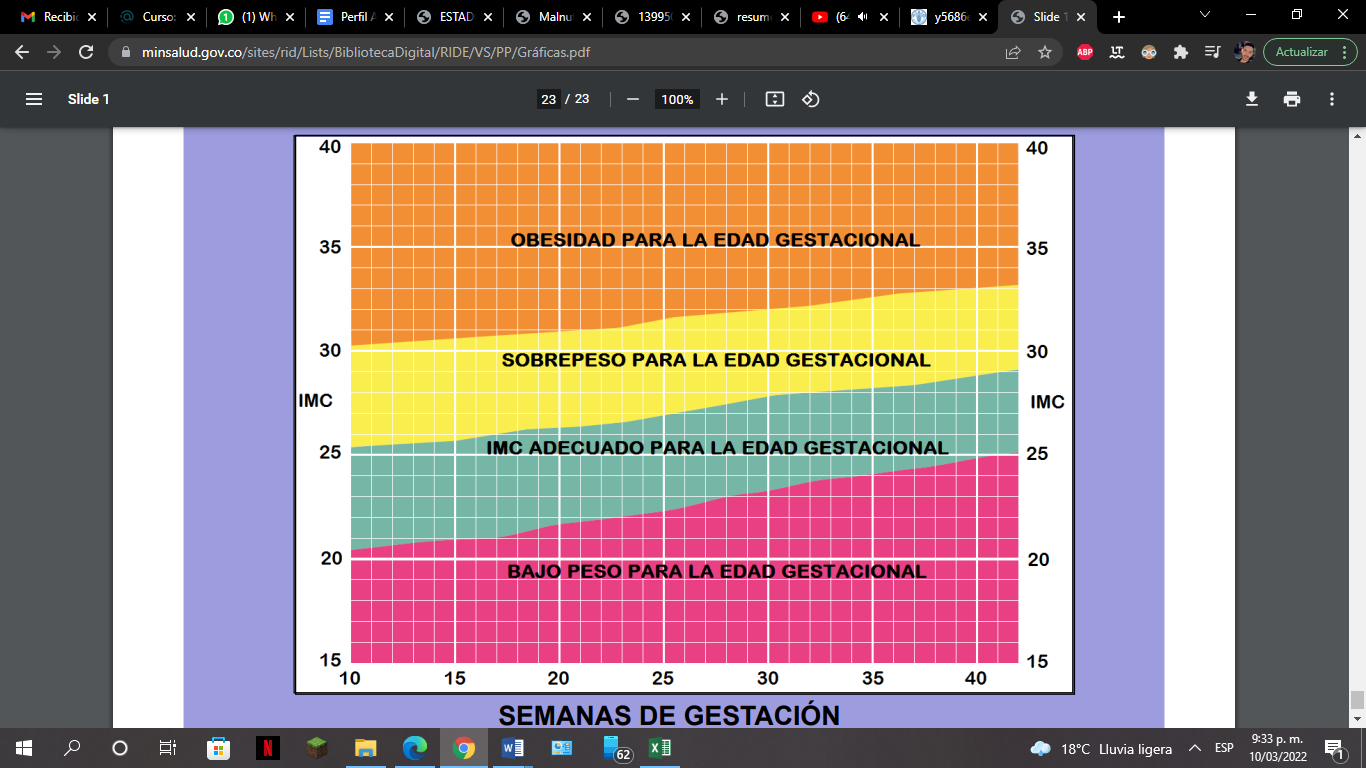 Recibid
Curso:
(1) Wh
Perfil A
ESTAD
Malnut
13995
resum
(64
y5686
Slide 1
minsalud.gov.co/sites/rid/Lists/BibliotecaDigital/RIDE/VS/PP/Gráficas.pdf
ABP
Actualizar
Slide 1
23 / 23
100%
40
40
OBESIDAD PARA LA EDAD GESTACIONAL
35
35
30
30
SOBREPESO PARA LA EDAD GESTACIONAL
IMC
IMC
IMC ADECUADO PARA LA EDAD GESTACIONAL
25
25
20
20
BAJO PESO PARA LA EDAD GESTACIONAL
15
15
10 15 20 25 30 35 40
SEMANAS DE GESTACIÓN
62
18°C Lluvia ligera
ESP
9:33 p. m.
10/03/2022
1